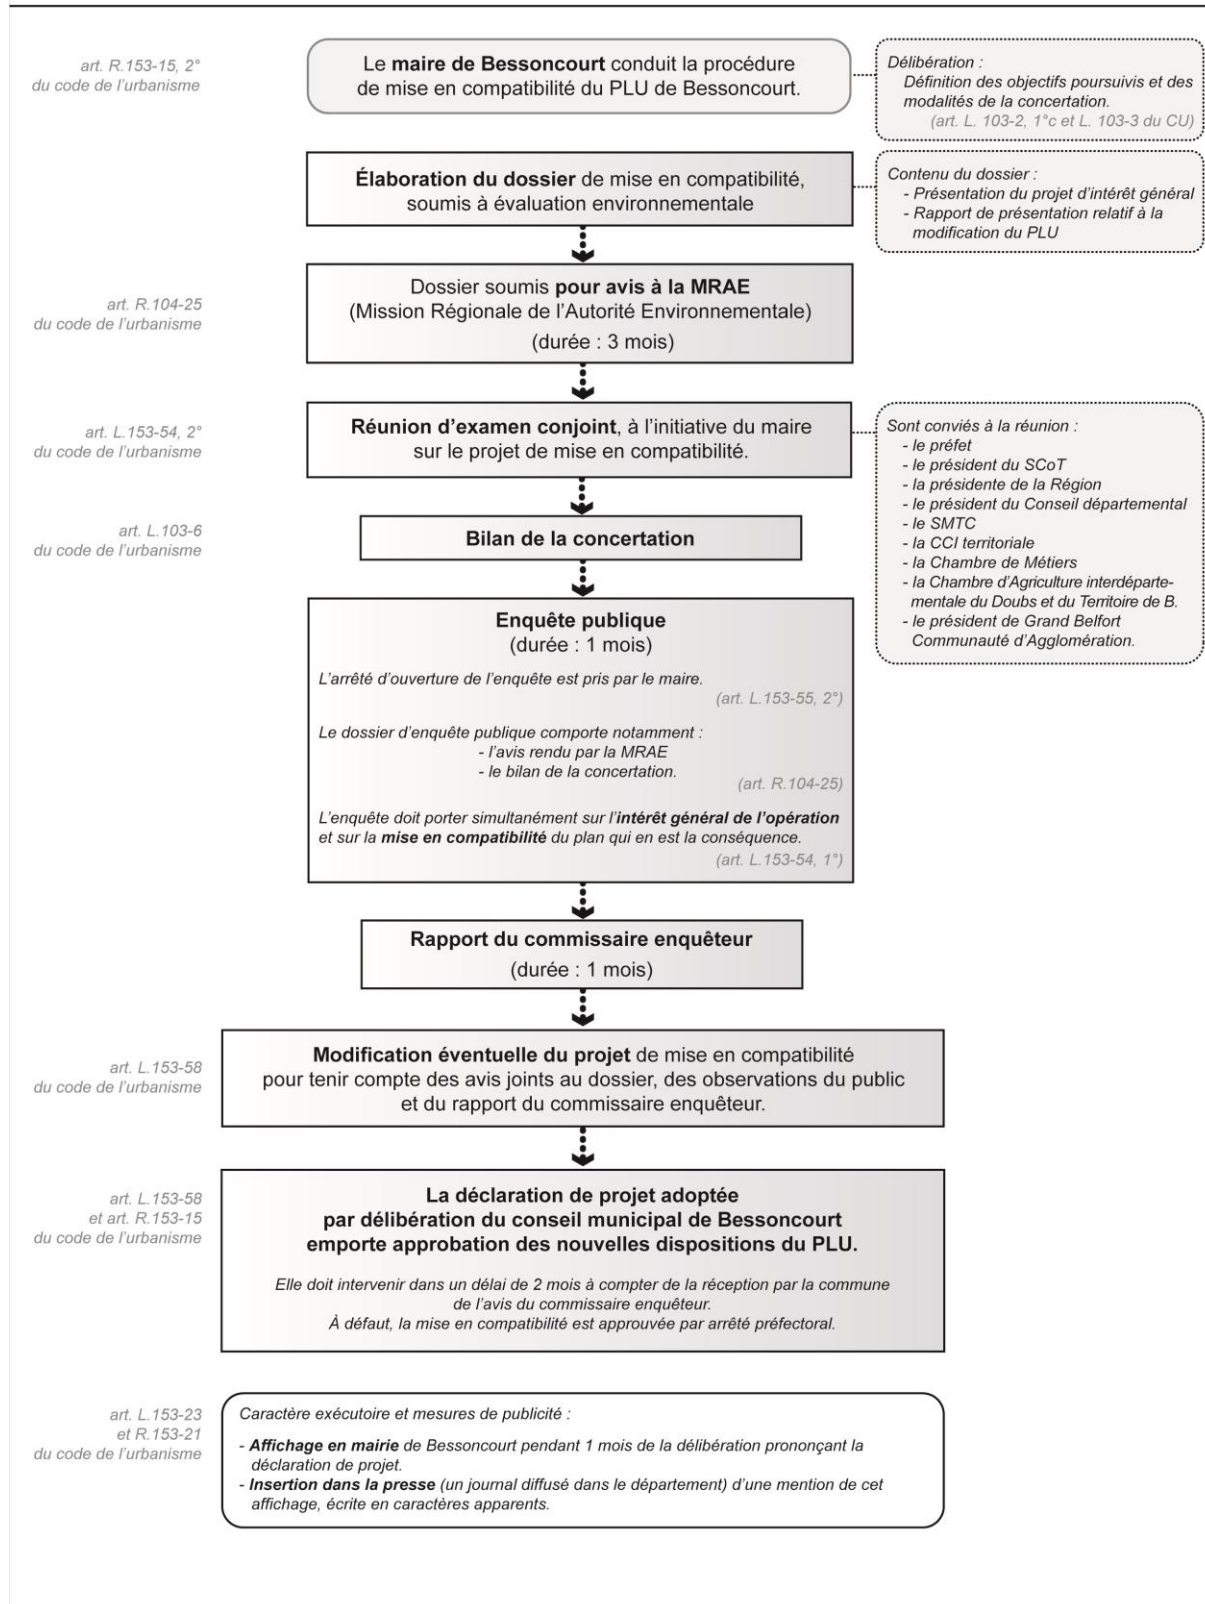 art. R.153-15, 2°
du code de l'urbanisme
Le maire de Bessoncourt conduit la procédure
de mise en compatibilité du PLU de Bessoncourt.
Délibération :
Définition des objectifs poursuivis et des
modalités de la concertation.
(art. L. 103-2, 1°c et L. 103-3 du CU)
Élaboration du dossier de mise en compatibilité,
soumis à évaluation environnementale
Contenu du dossier :
- Présentation du projet d'intérêt général
- Rapport de présentation relatif à la
modification du PLU
art. R.104-25
du code de l'urbanisme
Dossier soumis pour avis à la MRAE
(Mission Régionale de l'Autorité Environnementale)
(durée : 3 mois)
art. L.153-54, 2°
du code de l'urbanisme
Réunion d'examen conjoint, à l'initiative du maire
sur le projet de mise en compatibilité.
Sont conviés à la réunion :
- le préfet
- le président du SCoT
- la présidente de la Région
- le président du Conseil départemental
- le SMTC
- la CCI territoriale
- la Chambre de Métiers
- la Chambre d'Agriculture interdéparte-
mentale du Doubs et du Territoire de B.
- le président de Grand Belfort
Communauté d'Agglomération.
art. L.103-6
du code de l'urbanisme
Bilan de la concertation
Enquête publique
(durée : 1 mois)
L'arrêté d'ouverture de l'enquête est pris par le maire.
(art. L.153-55, 2°)
Le dossier d'enquête publique comporte notamment :
- l'avis rendu par la MRAE
- le bilan de la concertation.
(art. R.104-25)
L'enquête doit porter simultanément sur l'intérêt général de l'opération
et sur la mise en compatibilité du plan qui en est la conséquence.
(art. L.153-54, 1°)
Rapport du commissaire enquêteur
(durée : 1 mois)
art. L.153-58
du code de l'urbanisme
Modification éventuelle du projet de mise en compatibilité
pour tenir compte des avis joints au dossier, des observations du public
et du rapport du commissaire enquêteur.
art. L.153-58
et art. R.153-15
du code de l'urbanisme
La déclaration de projet adoptée
par délibération du conseil municipal de Bessoncourt
emporte approbation des nouvelles dispositions du PLU.
Elle doit intervenir dans un délai de 2 mois à compter de la réception par la commune
de l'avis du commissaire enquêteur.
À défaut, la mise en compatibilité est approuvée par arrêté préfectoral.
art. L.153-23
et R.153-21
du code de l'urbanisme
Caractère exécutoire et mesures de publicité :
- Affichage en mairie de Bessoncourt pendant 1 mois de la délibération prononçant la
déclaration de projet.
- Insertion dans la presse (un journal diffusé dans le département) d'une mention de cet
affichage, écrite en caractères apparents.